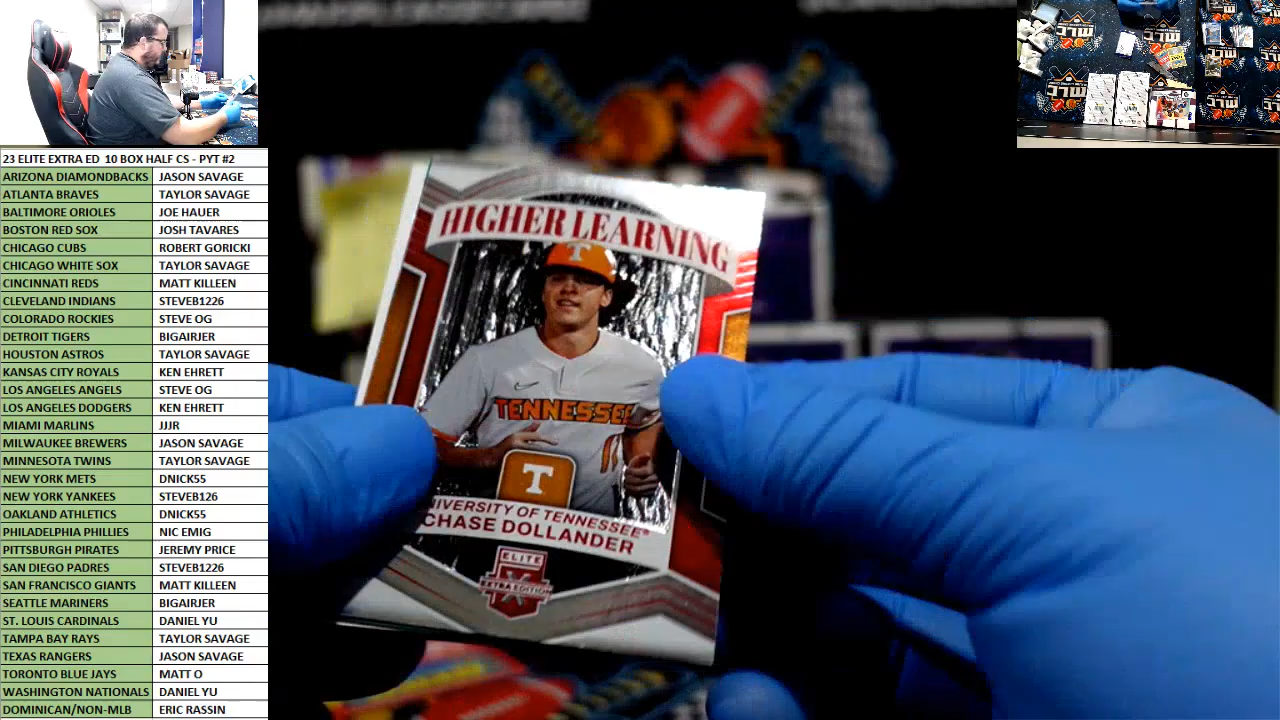 23 ELITE EXTRA ED 10 BOX HALF CS - PYT #2
ARIZONA DIAMONDBACKS JASON SAVAGE
ATLANTA BRAVES TAYLOR SAVAGE
BALTIMORE ORIOLES JOE HAUER
BOSTON RED SOX JOSH TAVARES
CHICAGO CUBS ROBERT GORICKI
CHICAGO WHITE SOX TAYLOR SAVAGE
CINCINNATI REDS MATT KILLEEN
CLEVELAND INDIANS STEVEB1226
COLORADO ROCKIES STEVE OG
DETROIT TIGERS BIGAIRJER
HOUSTON ASTROS TAYLOR SAVAGE
KANSAS CITY ROYALS KEN EHRETT
LOS ANGELES ANGELS STEVE OG
LOS ANGELES DODGERS KEN EHRETT
MIAMI MARLINS JJJR
MILWAUKEE BREWERS JASON SAVAGE
MINNESOTA TWINS TAYLOR SAVAGE
NEW YORK METS DNICK55
NEW YORK YANKEES STEVEB126
OAKLAND ATHLETICS DNICK55
PHILADELPHIA PHILLIES NIC EMIG
PITTSBURGH PIRATES JEREMY PRICE
SAN DIEGO PADRES STEVEB1226
SAN FRANCISCO GIANTS MATT KILLEEN
SEATTLE MARINERS BIGAIRJER
ST. LOUIS CARDINALS DANIEL YU
TAMPA BAY RAYS TAYLOR SAVAGE
TEXAS RANGERS JASON SAVAGE
TORONTO BLUE JAYS MATT O
WASHINGTON NATIONALS DANIEL YU
DOMINICAN/NON-MLB ERIC RASSIN
HIGHER LEARNING
T
TENNESSEE
11
T
UNIVERSITY OF TENNESSEE
CHASE DOLLANDER
ELITE
EXTRA EDITION